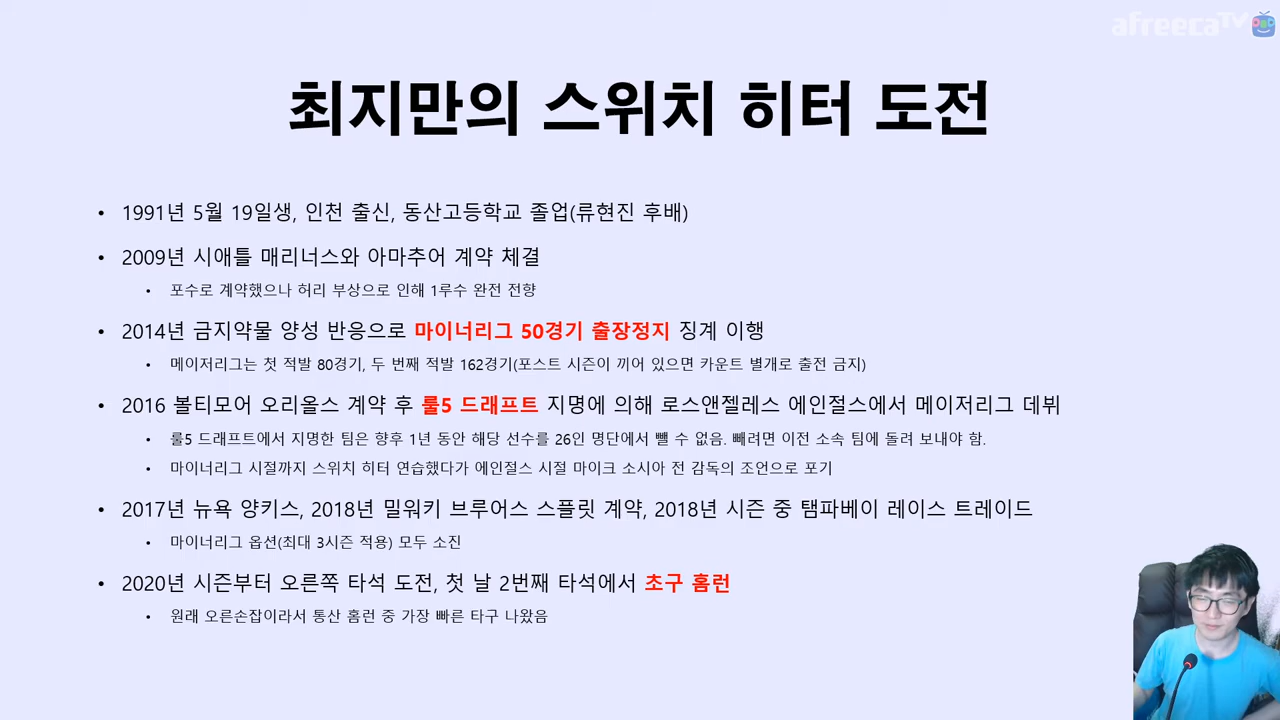 afreecaTV
최지만의 스위치 히터 도전
• 1991년 5월 19일생, 인천 출신, 동산고등학교 졸업(류현진 후배)
• 2009년 시애틀 매리너스와 아마추어 계약 체결
• 포수로 계약했으나 허리 부상으로 인해 1루수 완전 전향
• 2014년 금지약물 양성 반응으로 마이너리그 50경기 출장정지 징계 이행
• 메이저리그는 첫 적발 80경기, 두 번째 적발 162경기(포스트 시즌이 끼어 있으면 카운트 별개로 출전 금지)
• 2016 볼티모어 오리올스 계약 후 룰5 드래프트 지명에 의해 로스앤젤레스 에인절스에서 메이저리그 데뷔
• 룰5 드래프트에서 지명한 팀은 향후 1년 동안 해당 선수를 26인 명단에서 뺄 수 없음. 빼려면 이전 소속 팀에 돌려 보내야 함.
• 마이너리그 시절까지 스위치 히터 연습했다가 에인절스 시절 마이크 소시아 전 감독의 조언으로 포기
• 2017년 뉴욕 양키스, 2018년 밀워키 브루어스 스플릿 계약, 2018년 시즌 중 탬파베이 레이스 트레이드
• 마이너리그 옵션(최대 3시즌 적용) 모두 소진
• 2020년 시즌부터 오른쪽 타석 도전, 첫 날 2번째 타석에서 초구 홈런
• 원래 오른손잡이라서 통산 홈런 중 가장 빠른 타구 나왔음